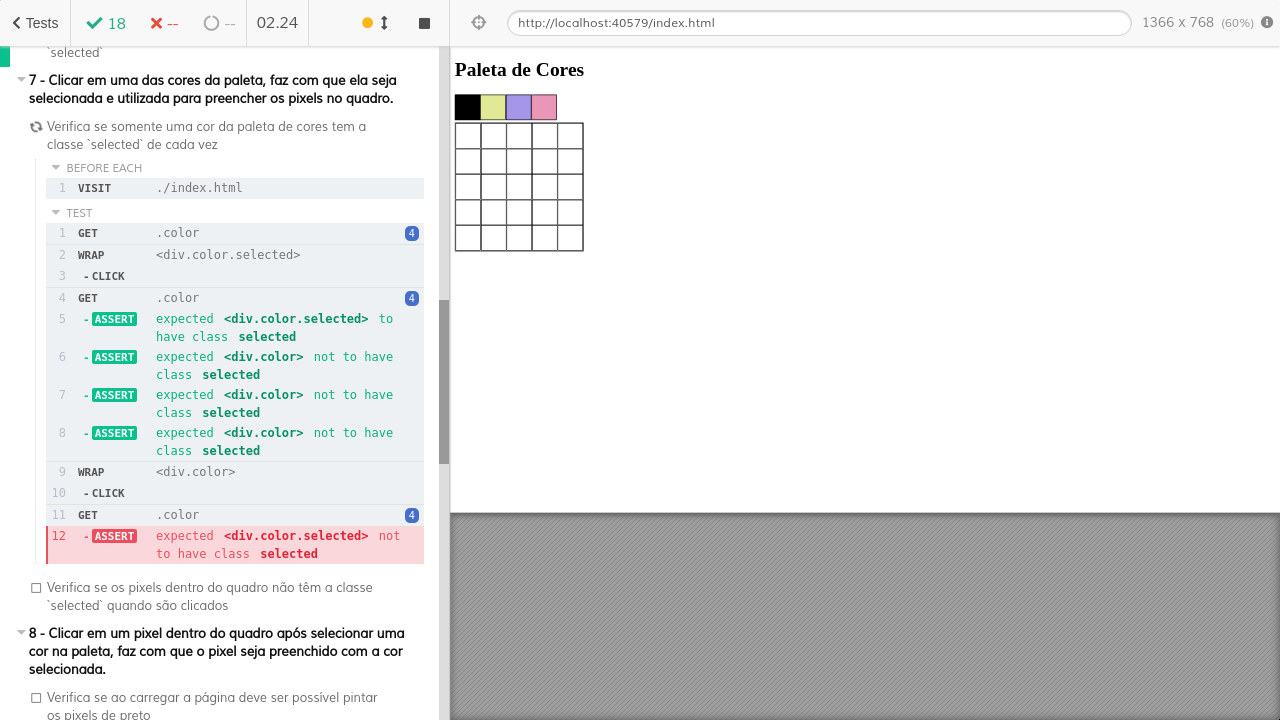 Tests
18
--
--
02.24
http://localhost:40579/index.html
1366 x 768 (60%)
`selected`
7 - Clicar em uma das cores da paleta, faz com que ela seja
selecionada e utilizada para preencher os pixels no quadro.
Verifica se somente uma cor da paleta de cores tem a
classe `selected` de cada vez
BEFORE EACH
1 VISIT ./index.html
TEST
1 GET .color 4
2 WRAP <div.color.selected>
3 - CLICK
4 GET .color 4
5 - ASSERT expected <div.color.selected> to
have class selected
6 - ASSERT expected <div.color> not to have
class selected
7 - ASSERT expected <div.color> not to have
class selected
8 - ASSERT expected <div.color> not to have
class selected
9 WRAP <div.color>
10 - CLICK
11 GET .color 4
12 - ASSERT expected <div.color.selected> not
to have class selected
Verifica se os pixels dentro do quadro não têm a classe
`selected` quando são clicados
8 - Clicar em um pixel dentro do quadro após selecionar uma
cor na paleta, faz com que o pixel seja preenchido com a cor
selecionada.
Verifica se ao carregar a página deve ser possível pintar
os pixels de preto
Paleta de Cores